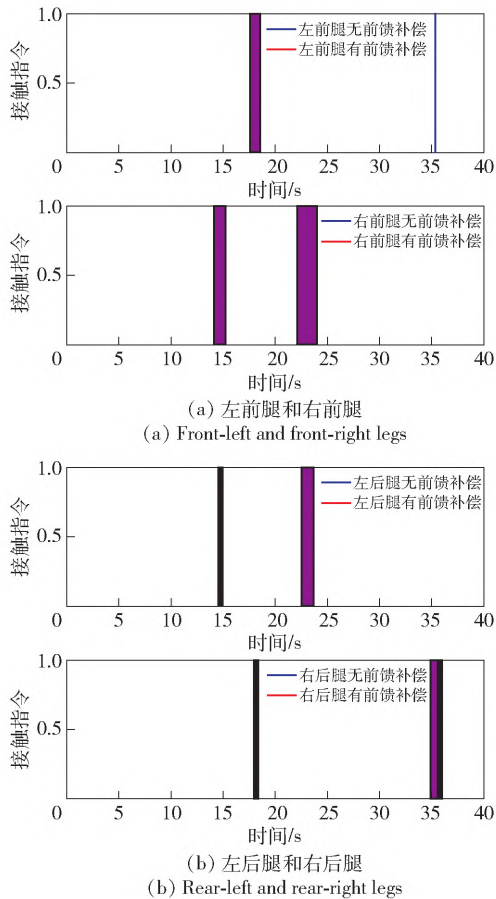 1.0
左前腿无前馈补偿
左前腿有前馈补偿
接触指令
0.5
0 5 10 15 20 25 30 35 40
时间/s
1.0
右前腿无前馈补偿
右前腿有前馈补偿
接触指令
0.5
0 5 10 15 20 25 30 35 40
时间/s
(a) 左前腿和右前腿
(a) Front-left and front-right legs
1.0
左后腿无前馈补偿
左后腿有前馈补偿
接触指令
0.5
0 5 10 15 20 25 30 35 40
时间/s
1.0
右后腿无前馈补偿
右后腿有前馈补偿
接触指令
0.5
0 5 10 15 20 25 30 35 40
时间/s
(b) 左后腿和右后腿
(b) Rear-left and rear-right legs